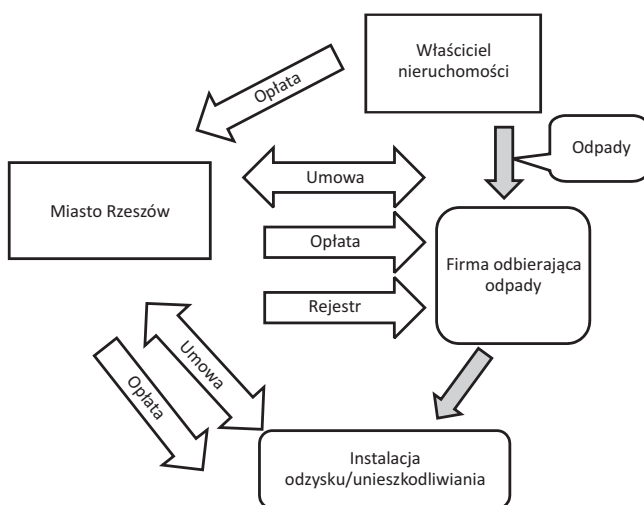 Właściciel
nieruchomości
Opłata
Odpady
Umowa
Miasto Rzeszów
Opłata
Firma odbierająca
odpady
Rejestr
Umowa
Opłata
Instalacja
odzysku/unieszkodliwiania